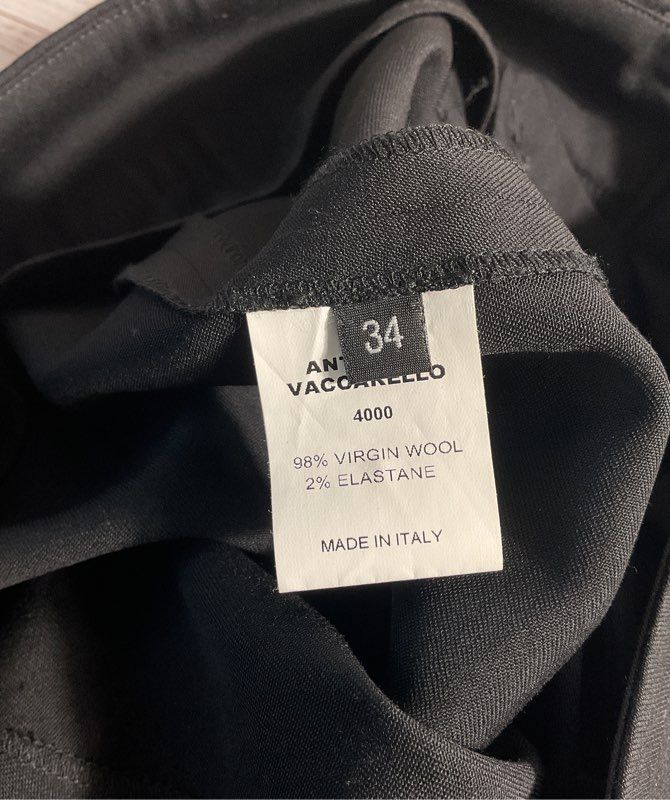 34
VACCARELLO
4000
98% VIRGIN WOOL
2% ELASTANE
MADE IN ITALY